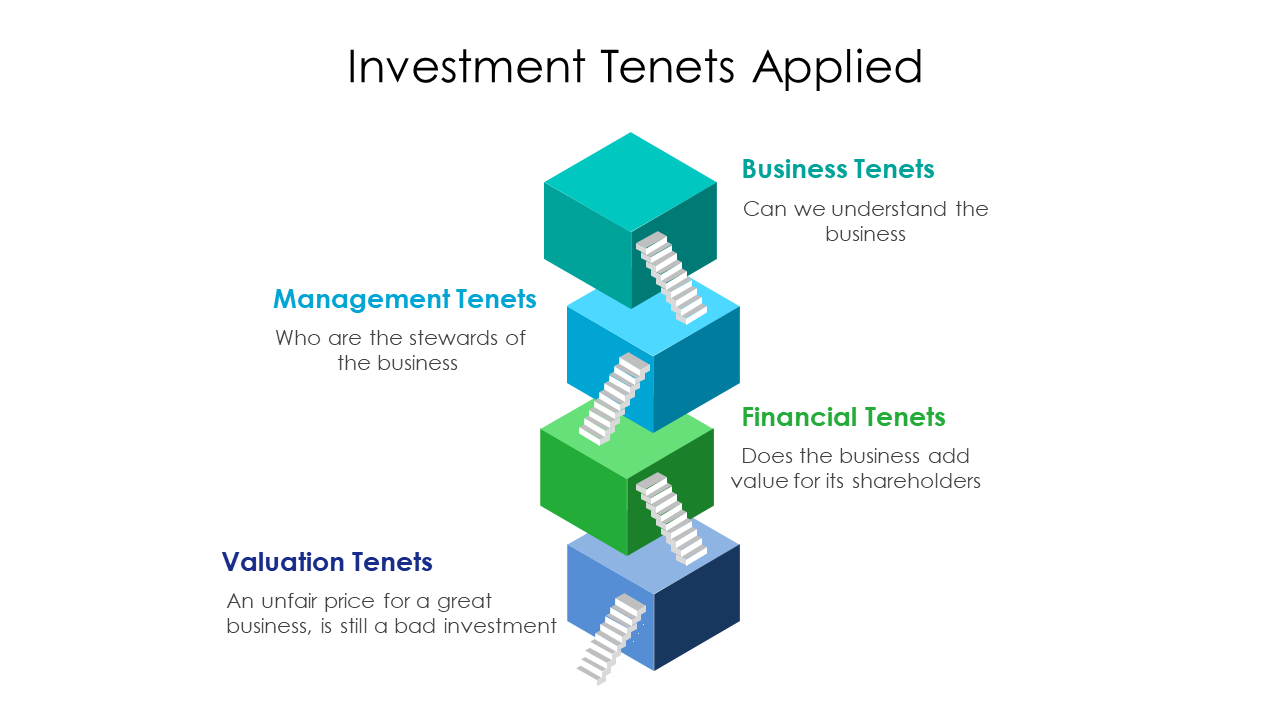 Investment Tenets Applied
Business Tenets
Can we understand the
business
Management Tenets
Who are the stewards of
the business
Financial Tenets
Does the business add
value for its shareholders
Valuation Tenets
An unfair price for a great
business, is still a bad investment